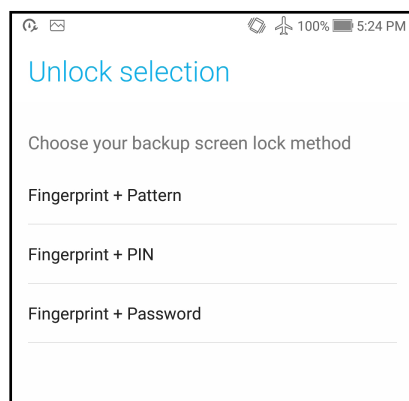 100% 5:24 PM
Unlock selection
Choose your backup screen lock method
Fingerprint + Pattern
Fingerprint + PIN
Fingerprint + Password